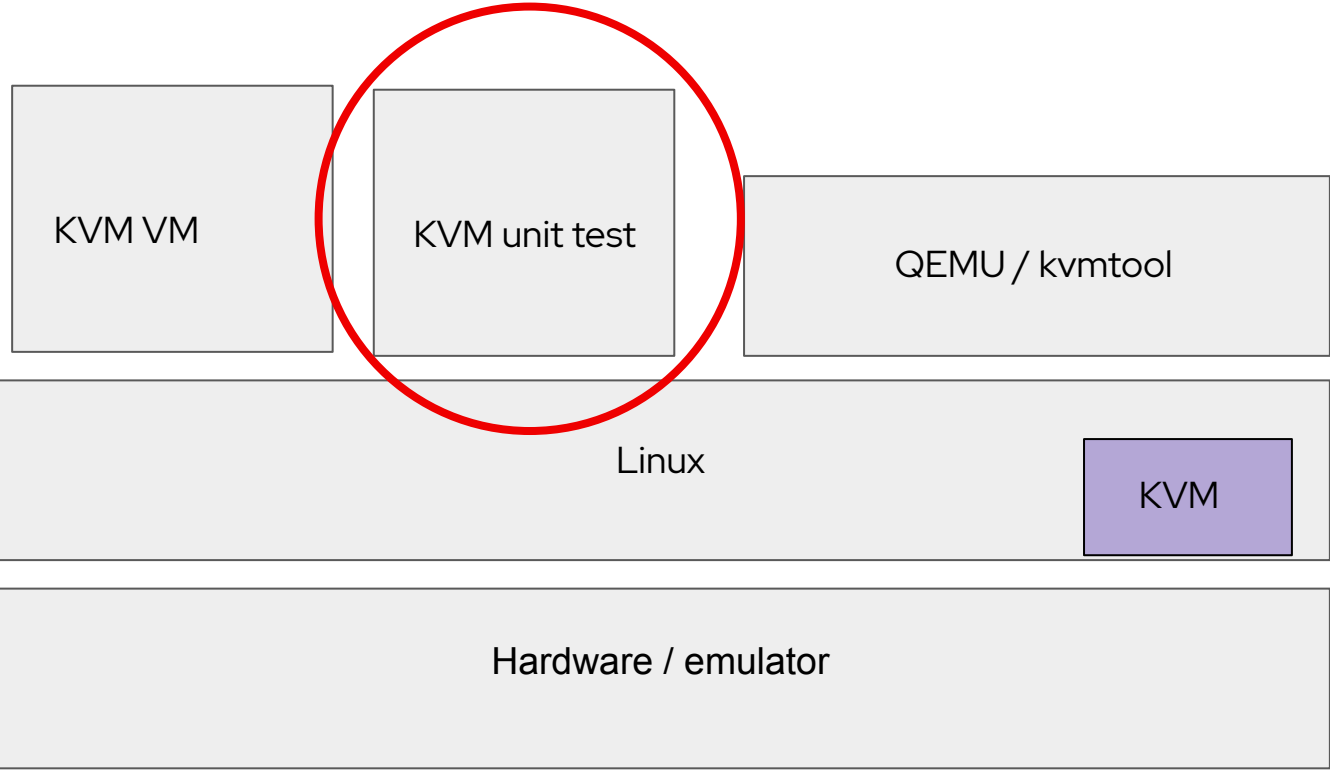 KVM VM
KVM unit test
QEMU / kvmtool
Linux
KVM
Hardware / emulator